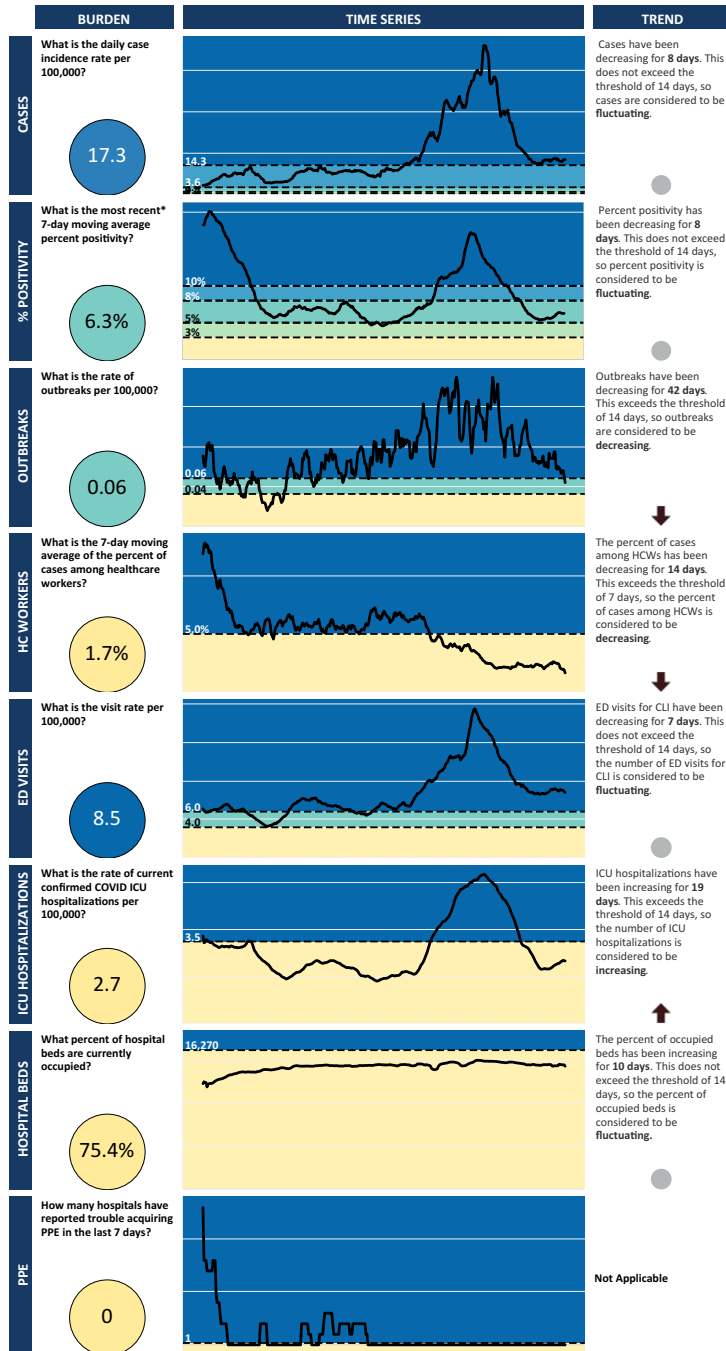 BURDEN
TIME SERIES
TREND
CASES
What is the daily case
incidence rate per
100,000?
17.3
14.3
3.6
Cases have been
decreasing for 8 days. This
does not exceed the
threshold of 14 days, so
cases are considered to be
fluctuating.
% POSITIVITY
What is the most recent*
7-day moving average
percent positivity?
6.3%
10%
8%
5%
3%
Percent positivity has
been decreasing for 8
days. This does not exceed
the threshold of 14 days,
so percent positivity is
considered to be
fluctuating.
OUTBREAKS
What is the rate of
outbreaks per 100,000?
0.06
0.06
0.04
Outbreaks have been
decreasing for 42 days.
This exceeds the threshold
of 14 days, so outbreaks
are considered to be
decreasing.
HC WORKERS
What is the 7-day moving
average of the percent of
cases among healthcare
workers?
1.7%
5.0%
The percent of cases
among HCWs has been
decreasing for 14 days.
This exceeds the threshold
of 7 days, so the percent
of cases among HCWs is
considered to be
decreasing.
ED VISITS
What is the visit rate per
100,000?
8.5
6.0
4.0
ED visits for CLI have been
decreasing for 7 days. This
does not exceed the
threshold of 14 days, so
the number of ED visits for
CLI is considered to be
fluctuating.
ICU HOSPITALIZATIONS
What is the rate of current
confirmed COVID ICU
hospitalizations per
100,000?
2.7
3.5
ICU hospitalizations have
been increasing for 19
days. This exceeds the
threshold of 14 days, so
the number of ICU
hospitalizations is
considered to be
increasing.
HOSPITAL BEDS
What percent of hospital
beds are currently
occupied?
75.4%
16,270
The percent of occupied
beds has been increasing
for 10 days. This does not
exceed the threshold of 14
days, so the percent of
occupied beds is
considered to be
fluctuating.
PPE
How many hospitals have
reported trouble acquiring
PPE in the last 7 days?
0
1
Not Applicable